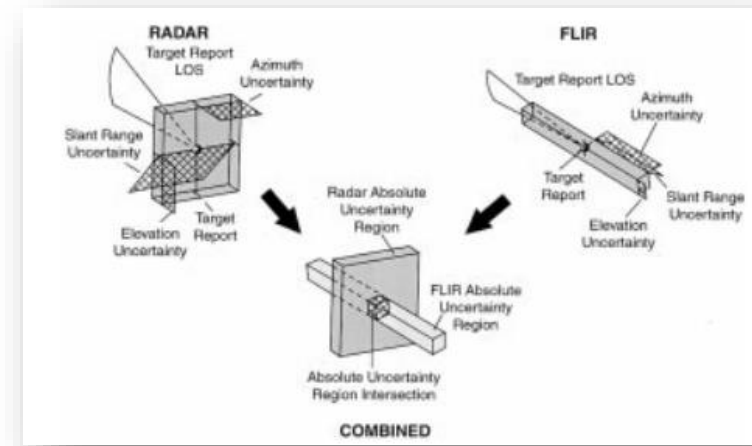 RADAR
Target Report
LOS
Azimuth
Uncertainty
Slant Range
Uncertainty
Elevation
Uncertainty
Target
Report
FLIR
Target Report LOS
Azimuth
Uncertainty
Target
Report
Slant Range
Uncertainty
Elevation
Uncertainty
Radar Absolute
Uncertainty
Region
FLIR Absolute
Uncertainty
Region
Absolute Uncertainty
Region Intersection
COMBINED